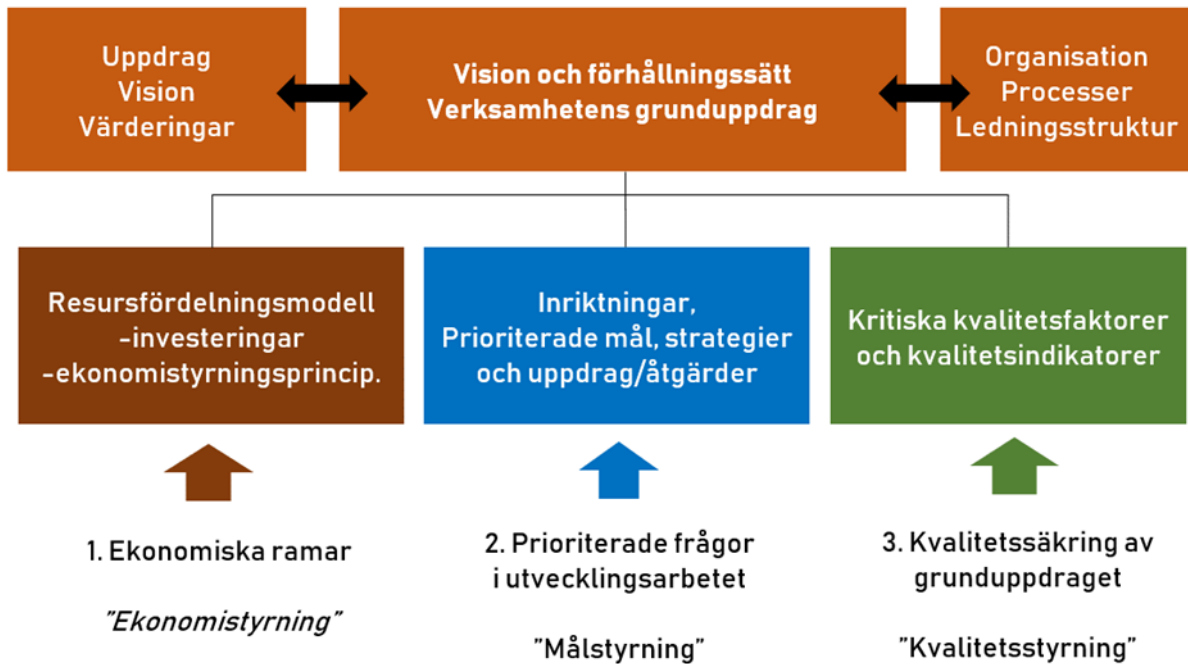 Uppdrag
Vision
Värderingar
Vision och förhållningssätt
Verksamhetens grunduppdrag
Organisation
Processer
Ledningsstruktur
Resursfördelningsmodell
-investeringar
-ekonomistyrningsprincip.
Inriktningar,
Prioriterade mål, strategier
och uppdrag/åtgärder
Kritiska kvalitetsfaktorer
och kvalitetsindikatorer
1. Ekonomiska ramar
”Ekonomistyrning”
2. Prioriterade frågor
i utvecklingsarbetet
”Målstyrning”
3. Kvalitetssäkring av
grunduppdraget
”Kvalitetsstyrning”